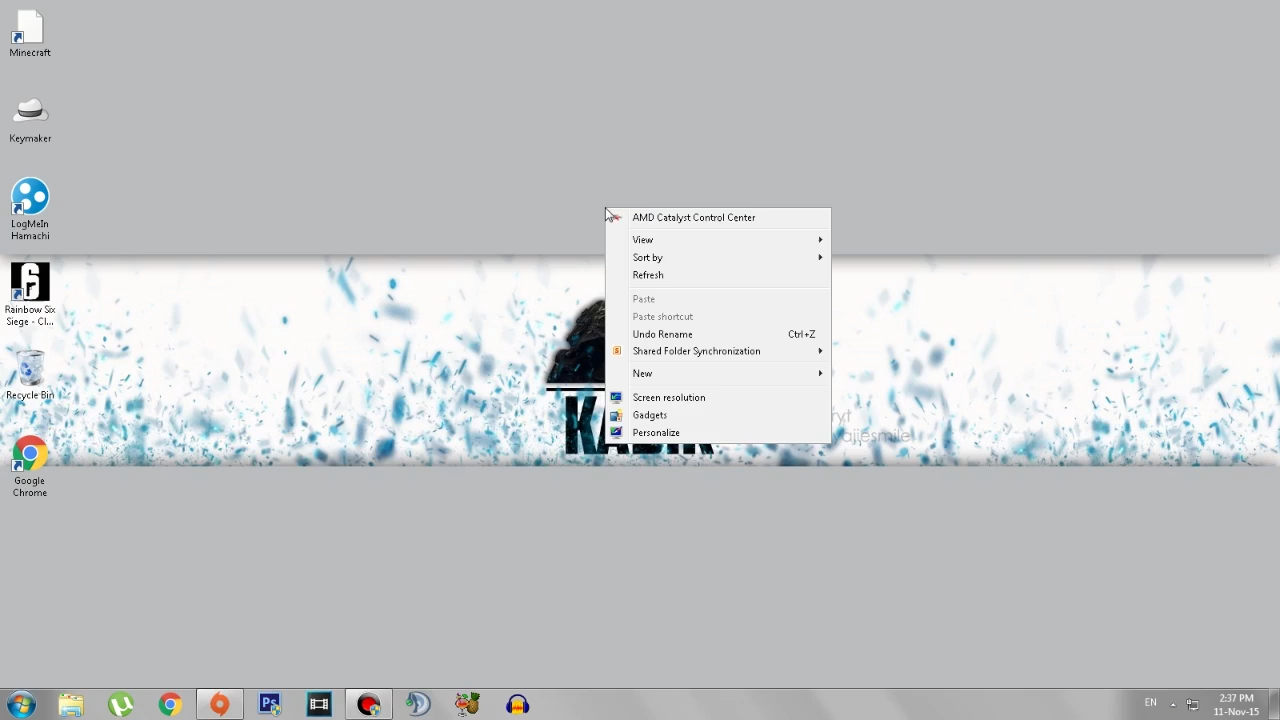 Minecraft
Keymaker
LogMeIn
Hamachi
Rainbow Six
Siege - Cl...
Recycle Bin
Google
Chrome
AMD Catalyst Control Center
View
Sort by
Refresh
Paste
Paste shortcut
Undo Rename Ctrl+Z
Shared Folder Synchronization
New
Screen resolution
Gadgets
Personalize
Ps
EN
2:37 PM
11-Nov-15